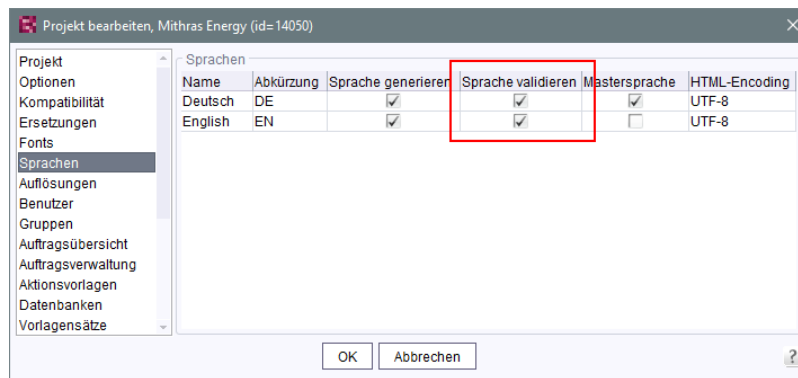 Projekt bearbeiten, Mithras Energy (id=14050)
Projekt
Optionen
Kompatibilität
Ersetzungen
Fonts
Sprachen
Auflösungen
Benutzer
Gruppen
Auftragsübersicht
Auftragsverwaltung
Aktionsvorlagen
Datenbanken
Vorlagensätze
Sprachen
Name Abkürzung Sprache generieren Sprache validieren Mastersprache HTML-Encoding
Deutsch DE UTF-8
English EN UTF-8
OK Abbrechen ?